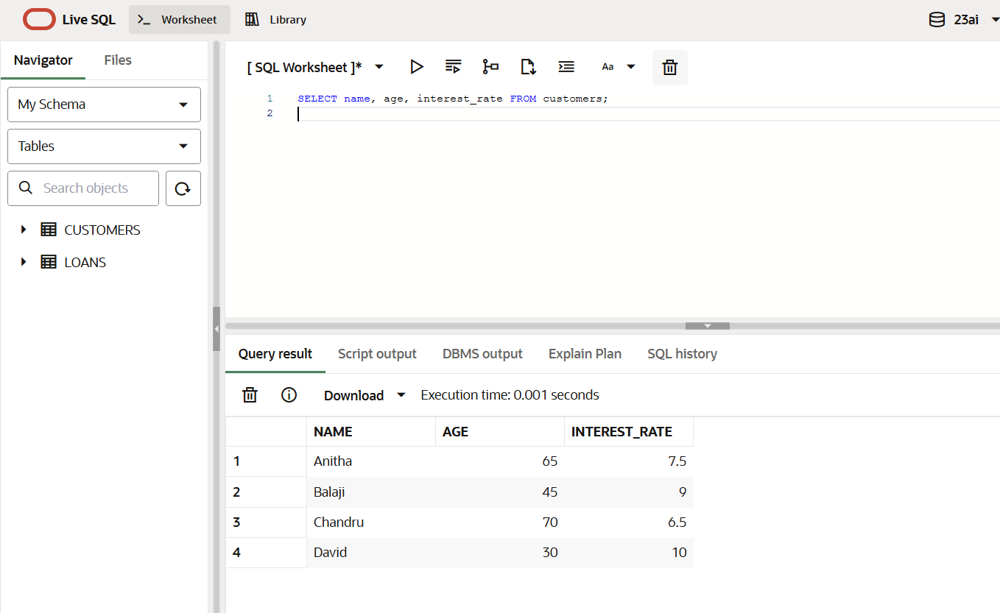 Live SQL Worksheet Library 23ai
Navigator Files
My Schema
Tables
Search objects
CUSTOMERS
LOANS
[ SQL Worksheet ]* Aa
1 SELECT name, age, interest_rate FROM customers;
2
Query result Script output DBMS output Explain Plan SQL history
Download Execution time: 0.001 seconds
NAME AGE INTEREST_RATE
1 Anitha 65 7.5
2 Balaji 45 9
3 Chandru 70 6.5
4 David 30 10